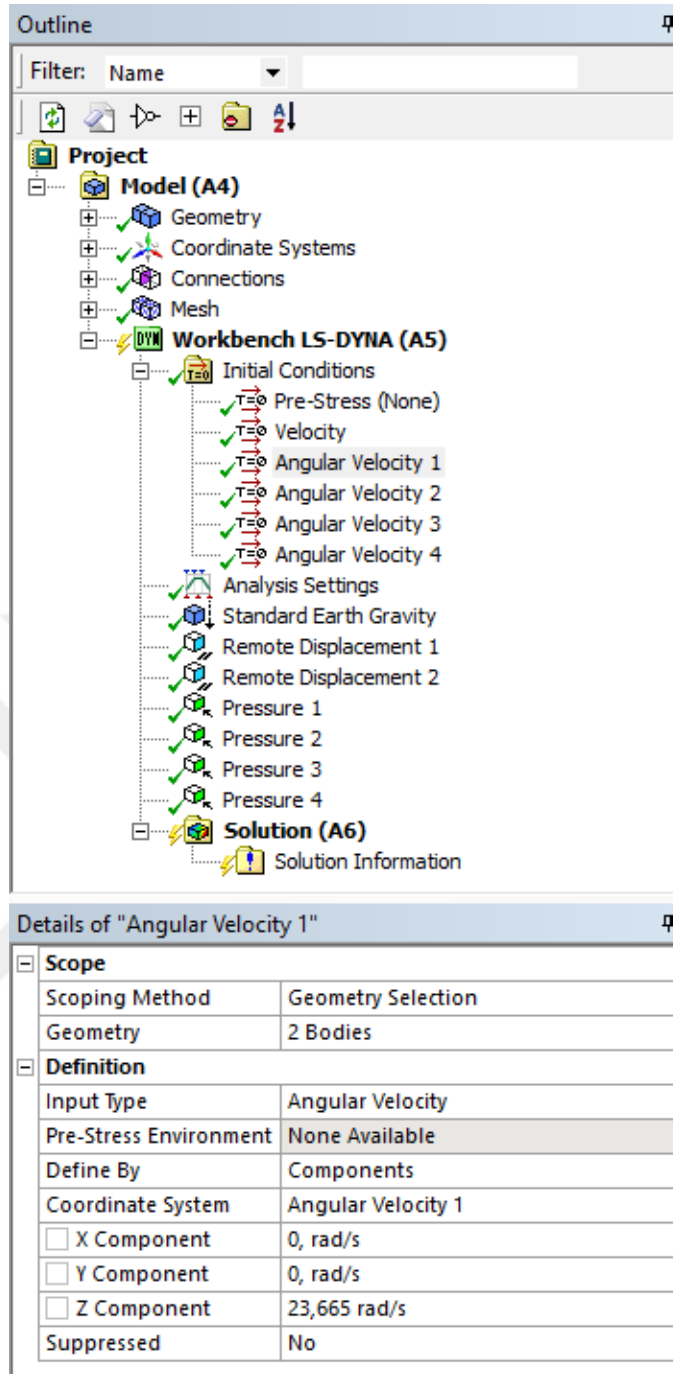 Outline
Filter: Name
Project
Model (A4)
Geometry
Coordinate Systems
Connections
Mesh
Workbench LS-DYNA (A5)
Initial Conditions
Pre-Stress (None)
Velocity
Angular Velocity 1
Angular Velocity 2
Angular Velocity 3
Angular Velocity 4
Analysis Settings
Standard Earth Gravity
Remote Displacement 1
Remote Displacement 2
Pressure 1
Pressure 2
Pressure 3
Pressure 4
Solution (A6)
Solution Information
Details of "Angular Velocity 1"
Scope
Scoping Method Geometry Selection
Geometry 2 Bodies
Definition
Input Type Angular Velocity
Pre-Stress Environment None Available
Define By Components
Coordinate System Angular Velocity 1
X Component 0, rad/s
Y Component 0, rad/s
Z Component 23,665 rad/s
Suppressed No